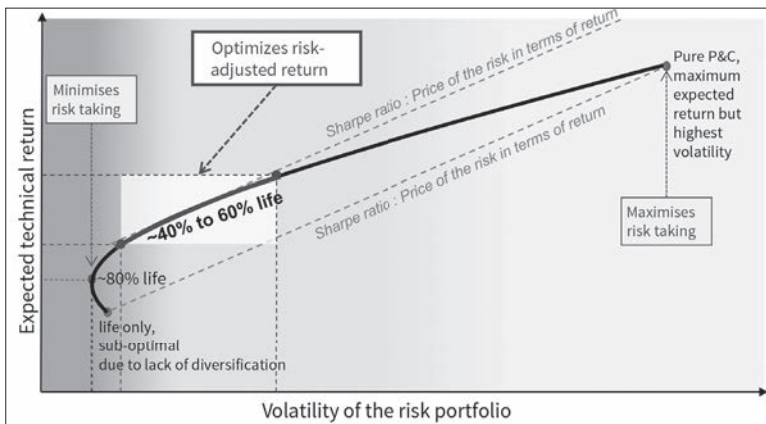 Optimizes risk-
adjusted return
Minimises
risk taking
Sharpe ratio : Price of the risk in terms of return
Pure P&C,
maximum
expected
return but
highest
volatility
Sharpe ratio : Price of the risk in terms of return
~40% to 60% life
Maximises
risk taking
~80% life
life only,
sub-optimal
due to lack of diversification
Expected technical return
Volatility of the risk portfolio